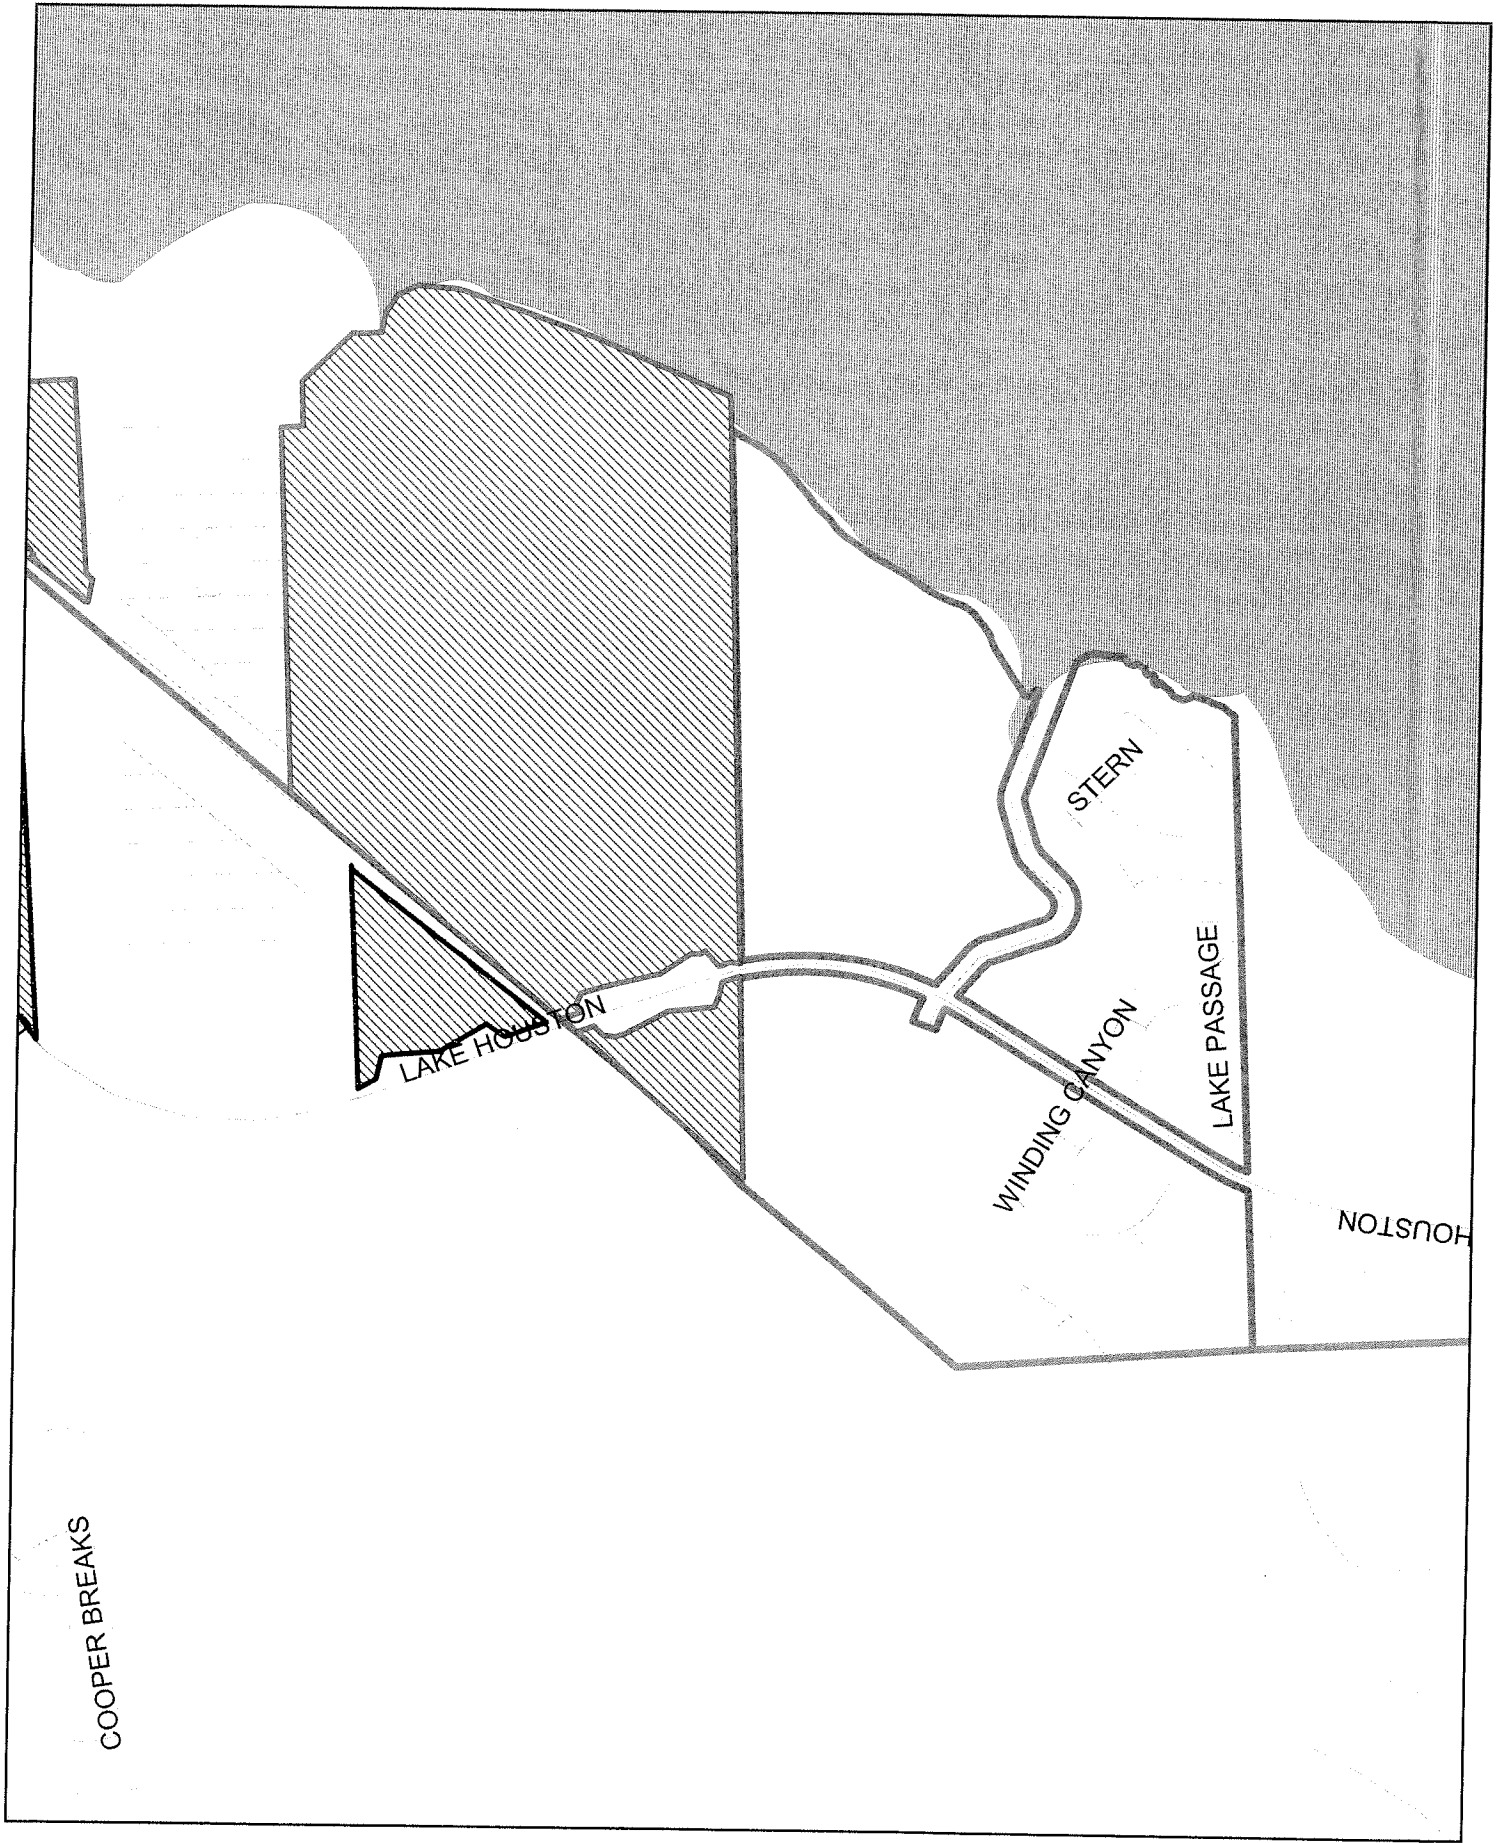 STERN
LAKE PASSAGE
LAKE HOUSTON
WINDING CANYON
HOUSTON
COOPER BREAKS